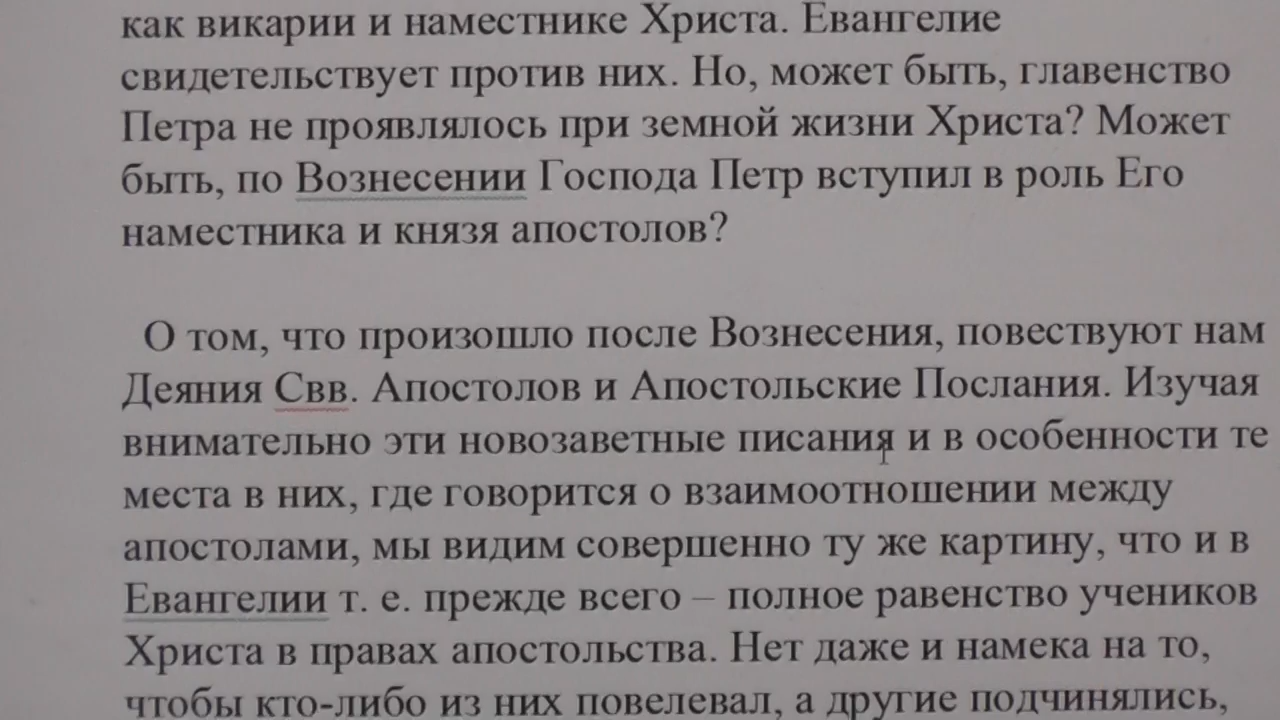 как викарии и наместнике Христа. Евангелие
свидетельствует против них. Но, может быть, главенство
Петра не проявлялось при земной жизни Христа? Может
быть, по Вознесении Господа Петр вступил в роль Его
наместника и князя апостолов?
О том, что произошло после Вознесения, повествуют нам
Деяния Свв. Апостолов и Апостольские Послания. Изучая
внимательно эти новозаветные писания и в особенности те
места в них, где говорится о взаимоотношении между
апостолами, мы видим совершенно ту же картину, что и в
Евангелии т. е. прежде всего – полное равенство учеников
Христа в правах апостольства. Нет даже и намека на то,
чтобы кто-либо из них повелевал, а другие подчинялись,